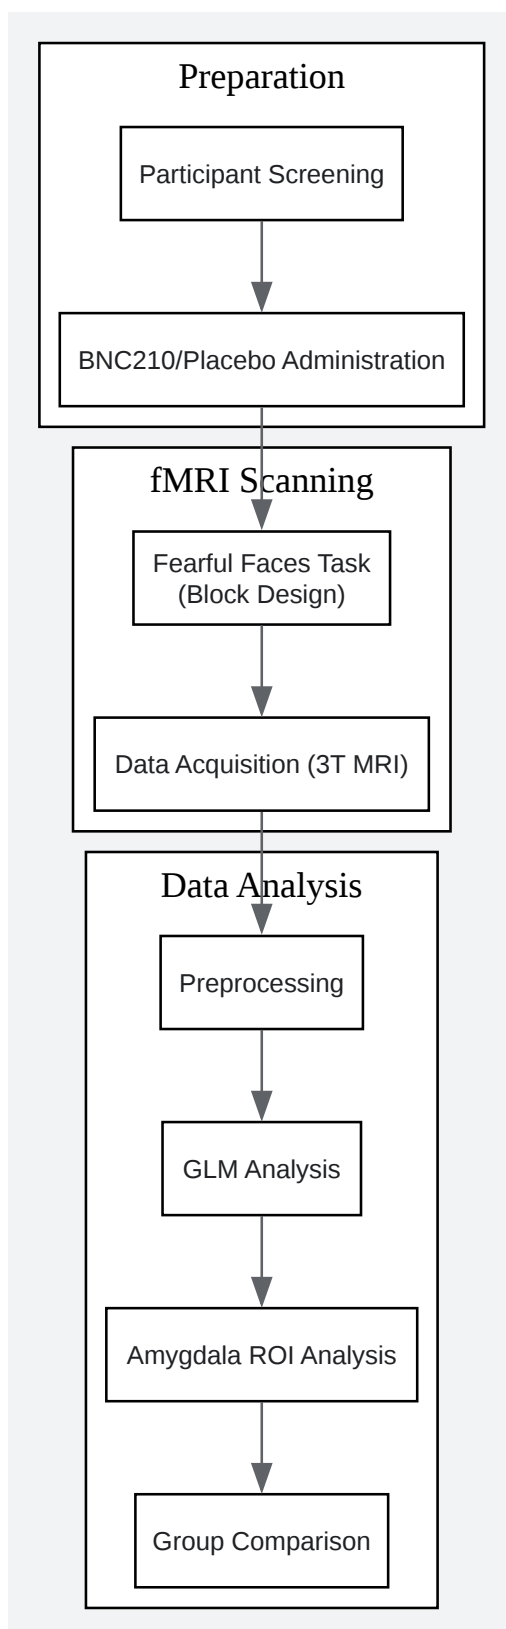 Preparation
Participant Screening
BNC210/Placebo Administration
fMRI Scanning
Fearful Faces Task
(Block Design)
Data Acquisition (3T MRI)
Data Analysis
Preprocessing
GLM Analysis
Amygdala ROI Analysis
Group Comparison